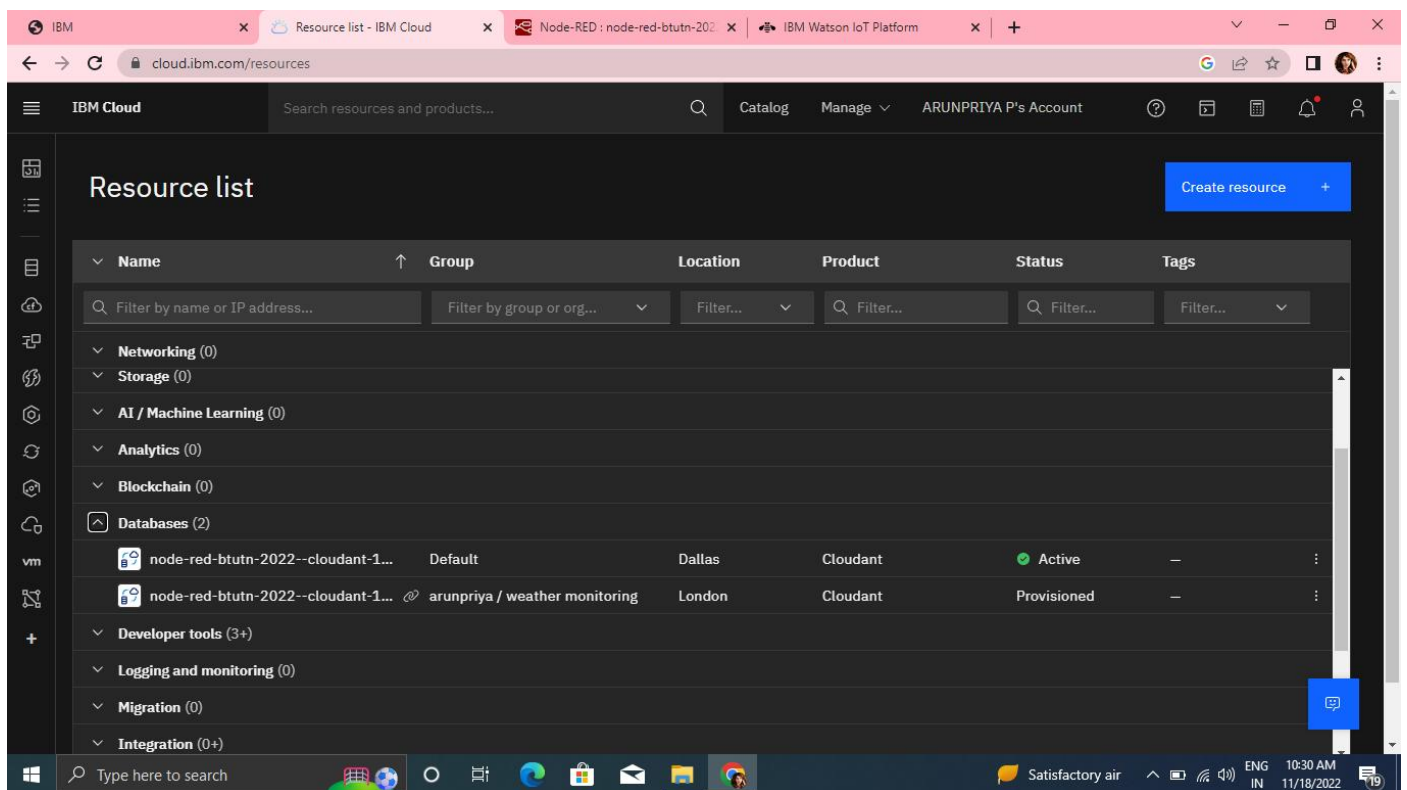 IBM
Resource list - IBM Cloud
Node-RED : node-red-btutn-202
IBM Watson IoT Platform
cloud.ibm.com/resources
IBM Cloud
Search resources and products...
Catalog
Manage
ARUNPRIYA P's Account
Resource list
Create resource +
Name Group Location Product Status Tags
Filter by name or IP address... Filter by group or org... Filter... Filter... Filter... Filter...
Networking (0)
Storage (0)
AI / Machine Learning (0)
Analytics (0)
Blockchain (0)
Databases (2)
node-red-btutn-2022--cloudant-1... Default Dallas Cloudant Active –
node-red-btutn-2022--cloudant-1... arunpriya / weather monitoring London Cloudant Provisioned –
vm
Developer tools (3+)
Logging and monitoring (0)
Migration (0)
Integration (0+)
Type here to search
Satisfactory air
ENG
IN
10:30 AM
11/18/2022
19